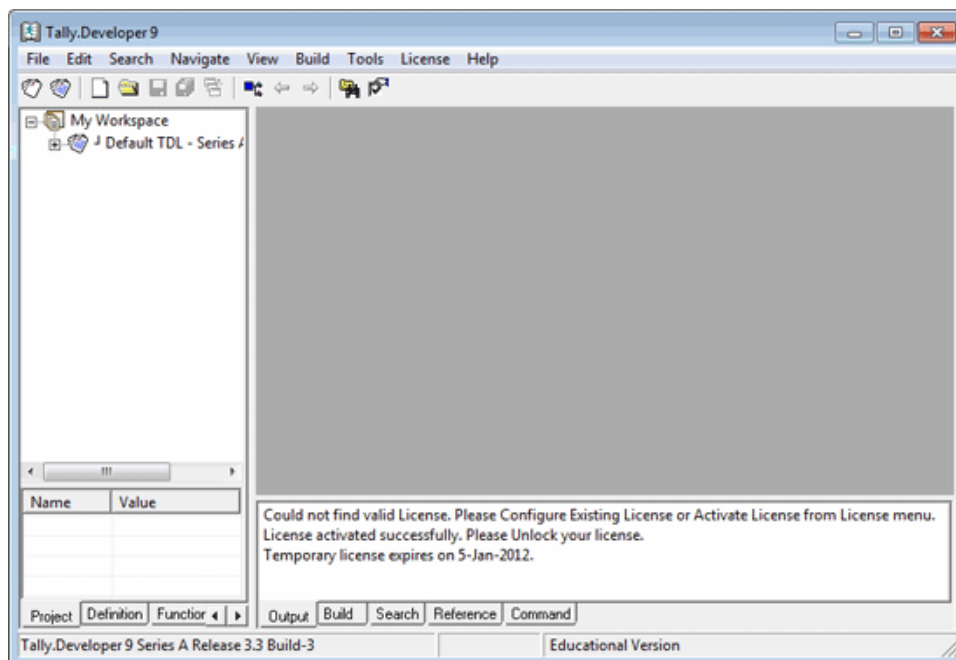 Tally.Developer 9
File Edit Search Navigate View Build Tools License Help
My Workspace
Default TDL - Series A
Name Value
Could not find valid License. Please Configure Existing License or Activate License from License menu.
License activated successfully. Please Unlock your license.
Temporary license expires on 5-Jan-2012.
Project Definition Function
Output Build Search Reference Command
Tally.Developer 9 Series A Release 3.3 Build-3 Educational Version